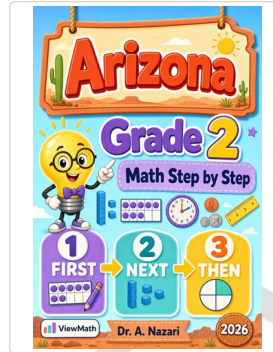 Arizona
Grade 2
Math Step by Step
1 2 3
FIRST NEXT THEN
ViewMath Dr. A. Nazari 2026